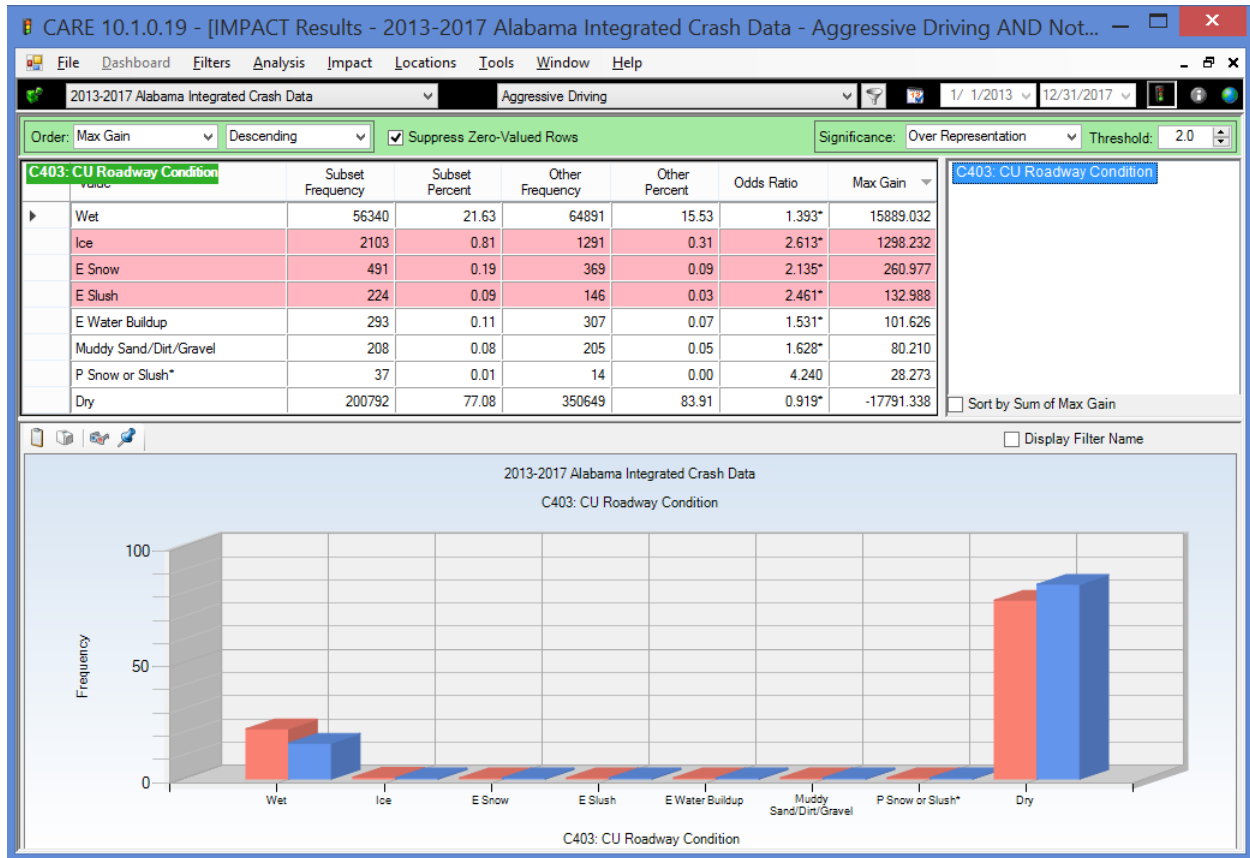 CARE 10.1.0.19 - [IMPACT Results - 2013-2017 Alabama Integrated Crash Data - Aggressive Driving AND Not...
File Dashboard Filters Analysis Impact Locations Tools Window Help
2013-2017 Alabama Integrated Crash Data Aggressive Driving 1/ 1/2013 12/31/2017
Order: Max Gain Descending Suppress Zero-Valued Rows Significance: Over Representation Threshold: 2.0
C403: CU Roadway Condition Subset Frequency Subset Percent Other Frequency Other Percent Odds Ratio Max Gain C403: CU Roadway Condition
Wet 56340 21.63 64891 15.53 1.393* 15889.032
Ice 2103 0.81 1291 0.31 2.613* 1298.232
E Snow 491 0.19 369 0.09 2.135* 260.977
E Slush 224 0.09 146 0.03 2.461* 132.988
E Water Buildup 293 0.11 307 0.07 1.531* 101.626
Muddy Sand/Dirt/Gravel 208 0.08 205 0.05 1.628* 80.210
P Snow or Slush* 37 0.01 14 0.00 4.240 28.273
Dry 200792 77.08 350649 83.91 0.919* -17791.338 Sort by Sum of Max Gain
Display Filter Name
2013-2017 Alabama Integrated Crash Data
C403: CU Roadway Condition
100
50
0
Frequency
Wet Ice E Snow E Slush E Water Buildup Muddy Sand/Dirt/Gravel P Snow or Slush* Dry
C403: CU Roadway Condition